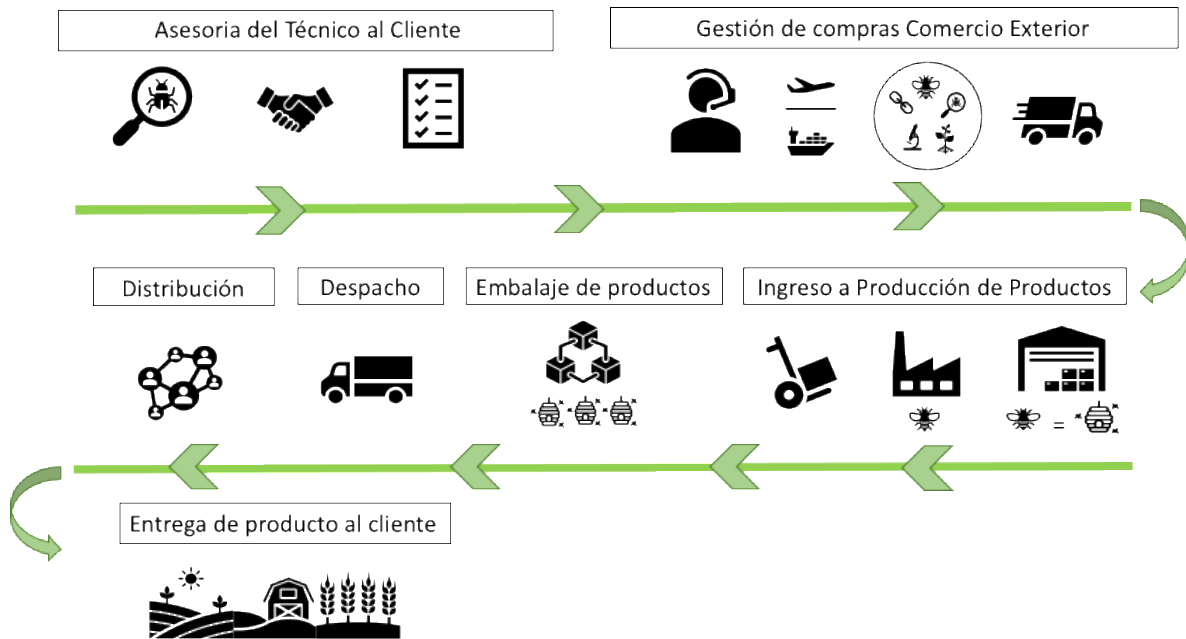 Asesoria del Técnico al Cliente
Gestión de compras Comercio Exterior
Distribución
Despacho
Embalaje de productos
Ingreso a Producción de Productos
=
Entrega de producto al cliente